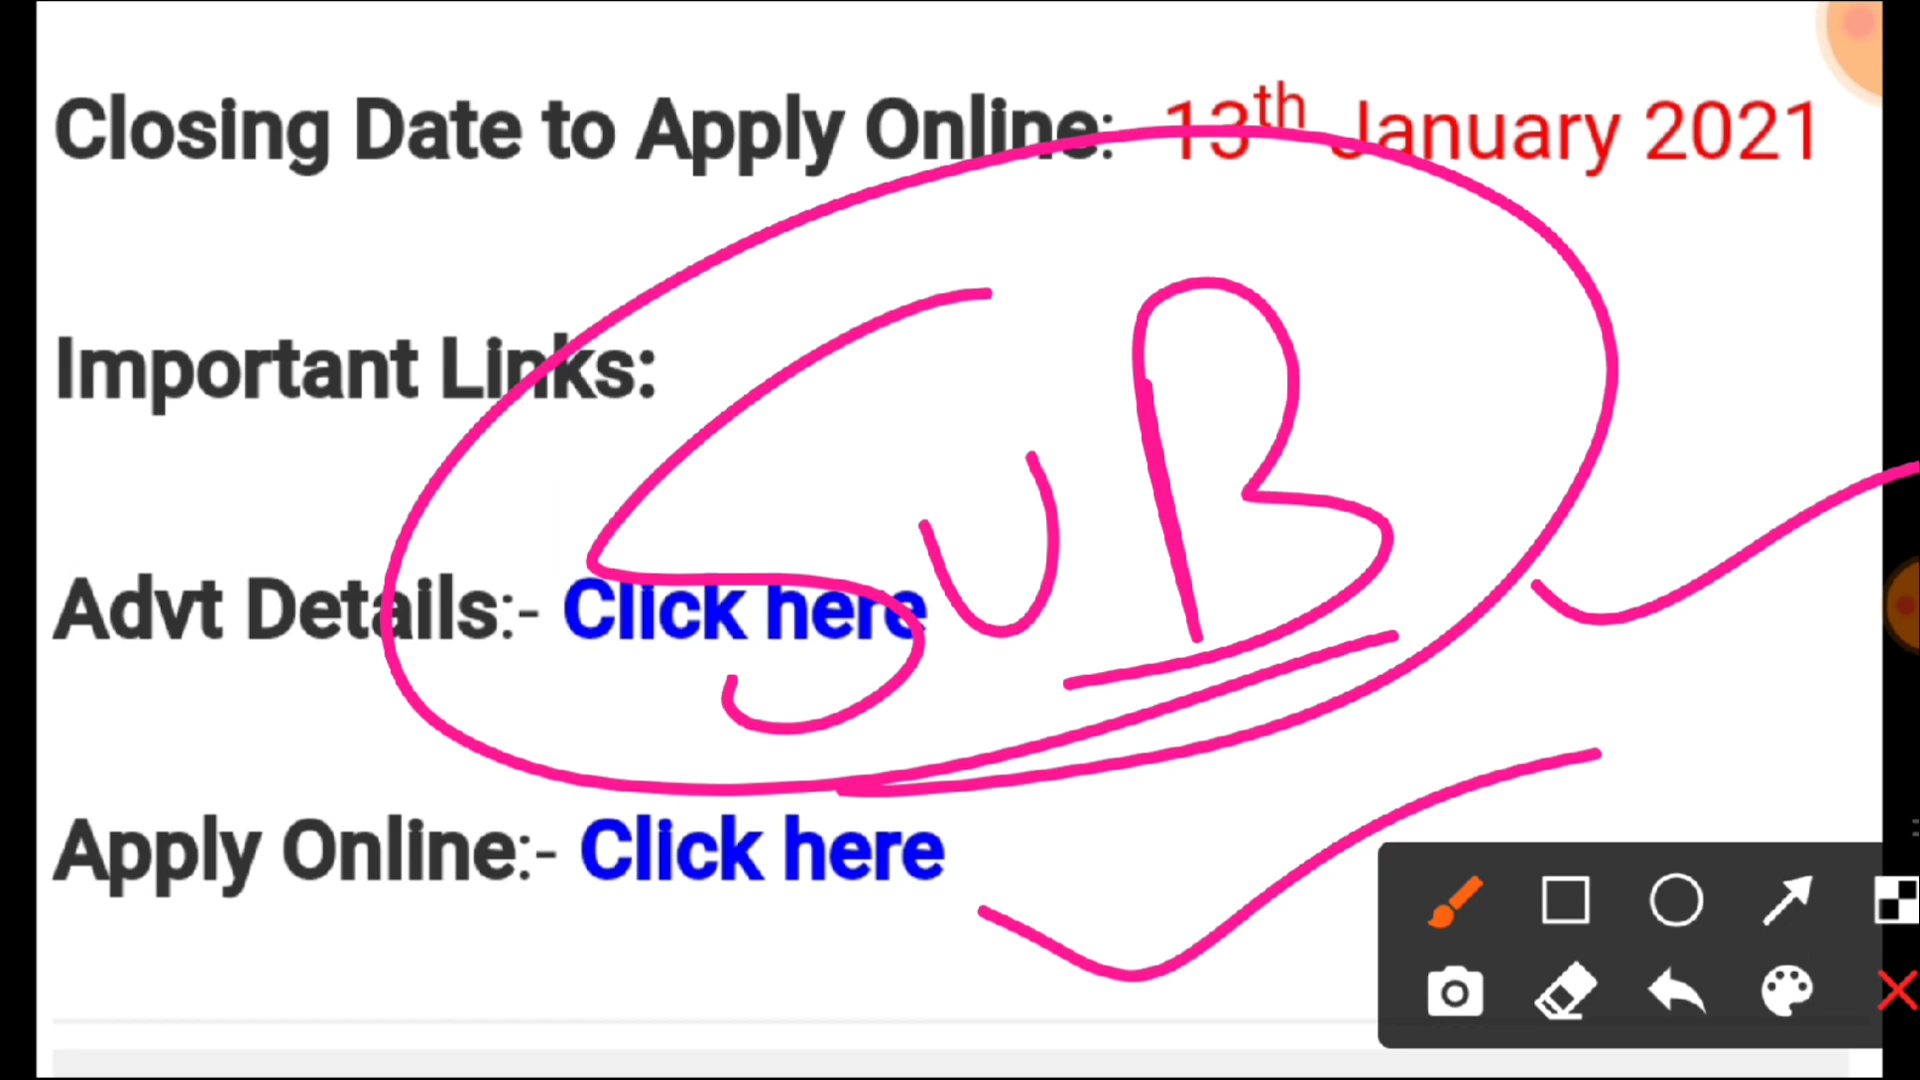 Closing Date to Apply Online: 13th January 2021
Important Links:
SUB
Advt Details:- Click here
Apply Online:- Click here